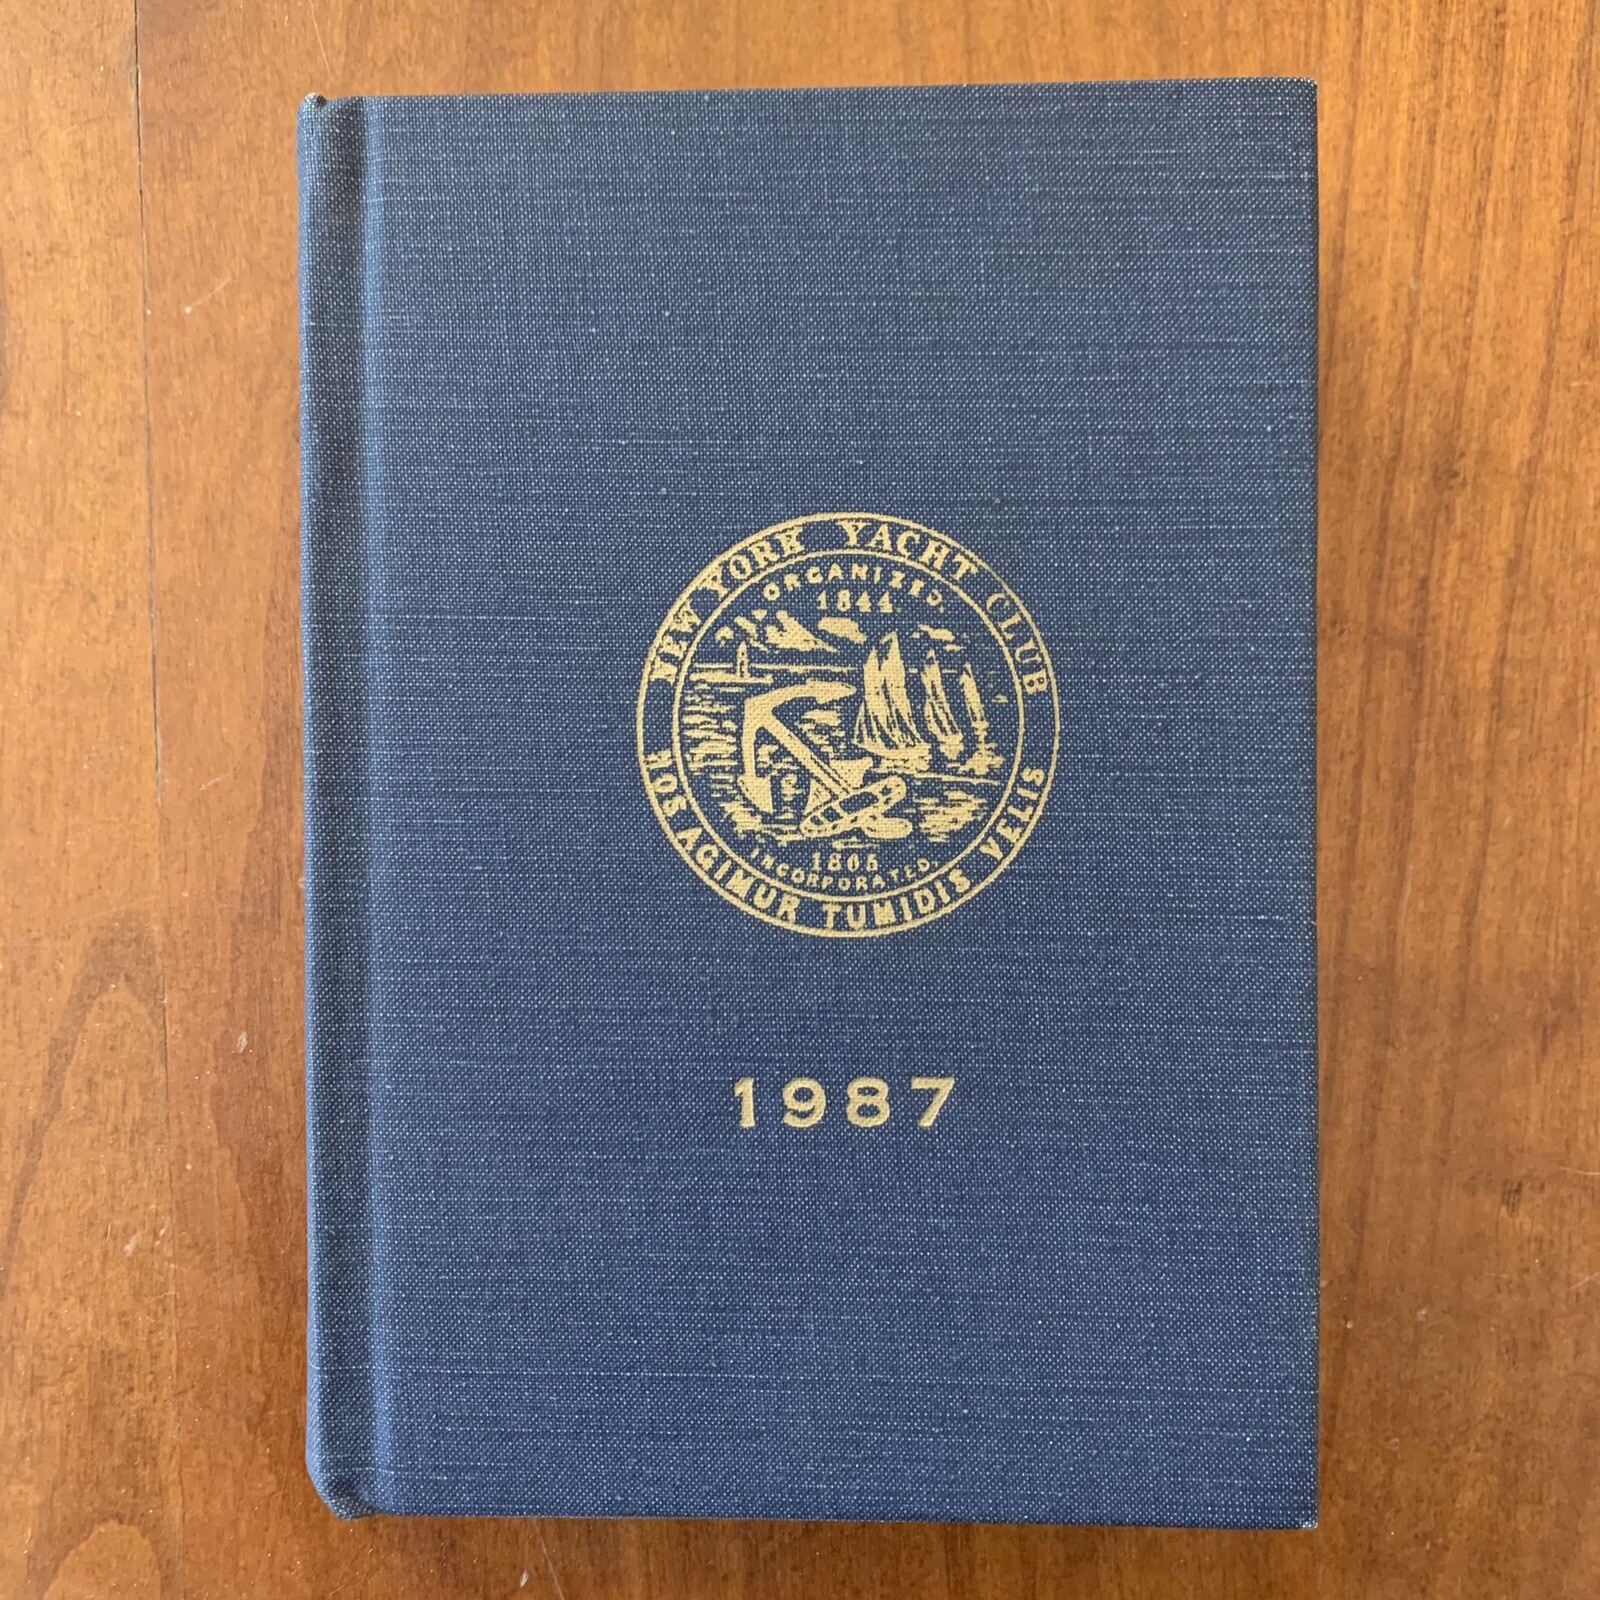 NEW YORK YACHT CLUB
ORGANIZED.
1844.
1865
INCORPORATED.
NOS AGIMUR TUMIDIS VELIS
1987